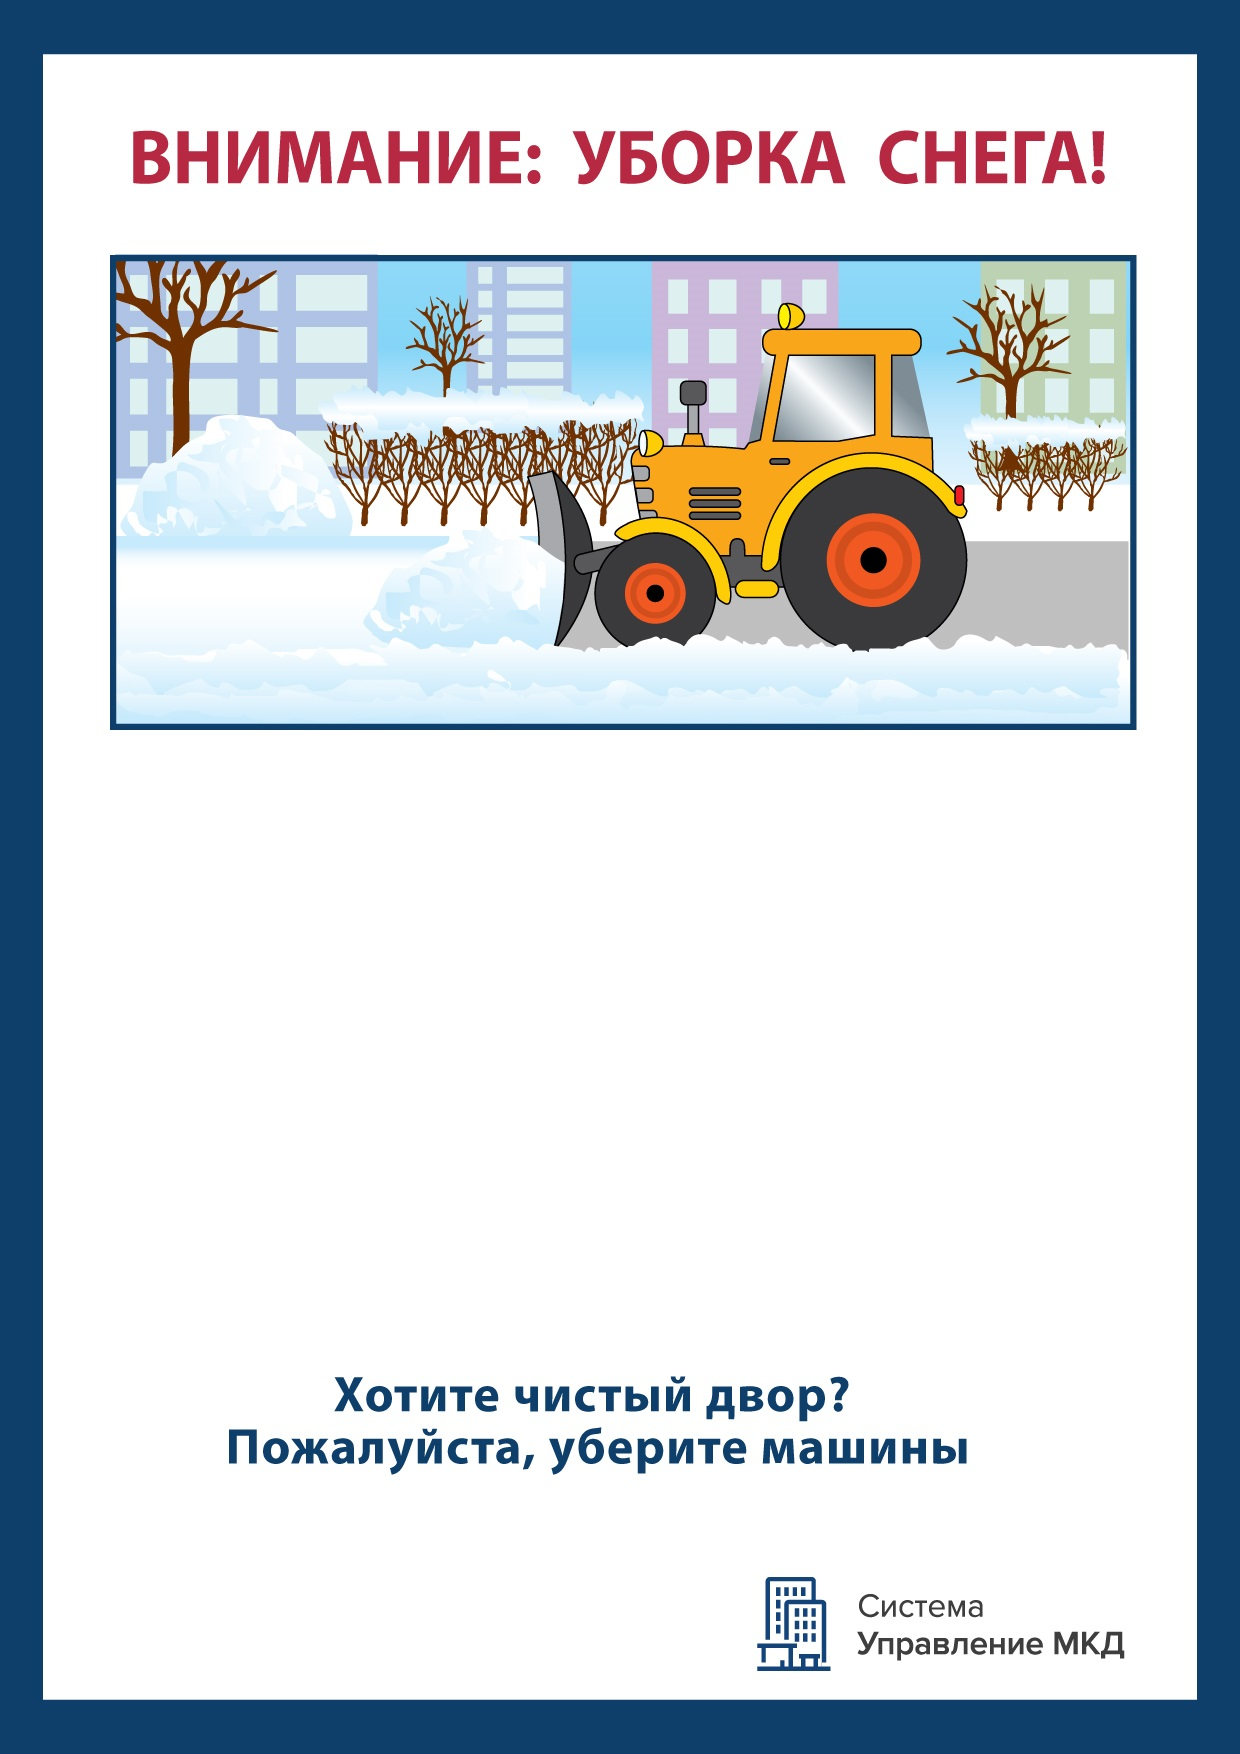 ВНИМАНИЕ: УБОРКА СНЕГА!
Хотите чистый двор?
Пожалуйста, уберите машины
Система
Управление МКД